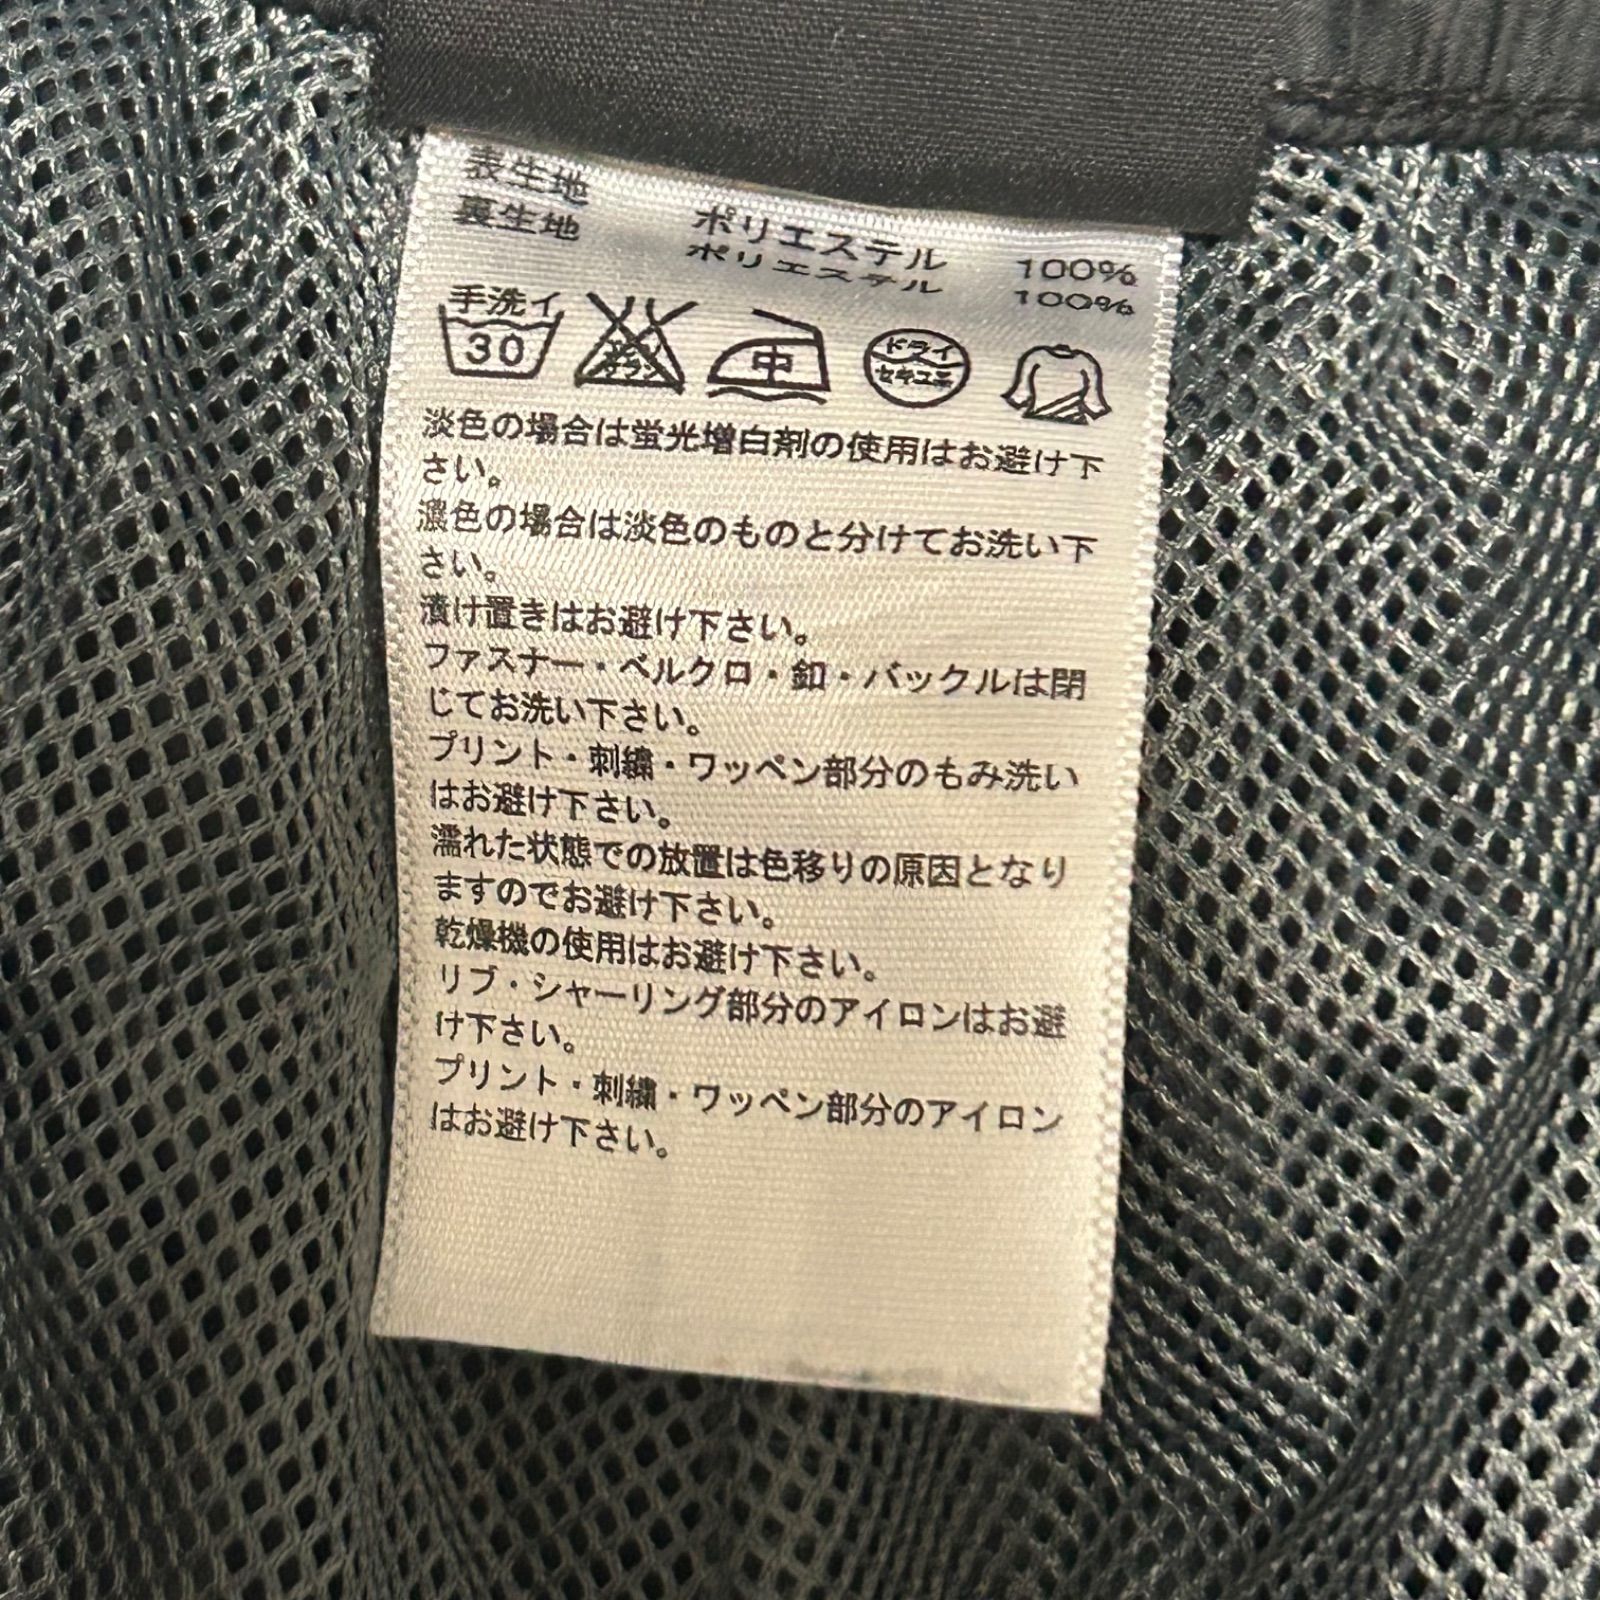 表生地 ポリエステル 100%
裏生地 ポリエステル 100%
手洗イ 30 エンソサラシ 中 ドライ セキユ系
淡色の場合は蛍光増白剤の使用はお避け下
さい。
濃色の場合は淡色のものと分けてお洗い下
さい。
漬け置きはお避け下さい。
ファスナー・ベルクロ・釦・バックルは閉
じてお洗い下さい。
プリント・刺繍・ワッペン部分のもみ洗い
はお避け下さい。
濡れた状態での放置は色移りの原因となり
ますのでお避け下さい。
乾燥機の使用はお避け下さい。
リブ・シャーリング部分のアイロンはお避
け下さい。
プリント・刺繍・ワッペン部分のアイロン
はお避け下さい。